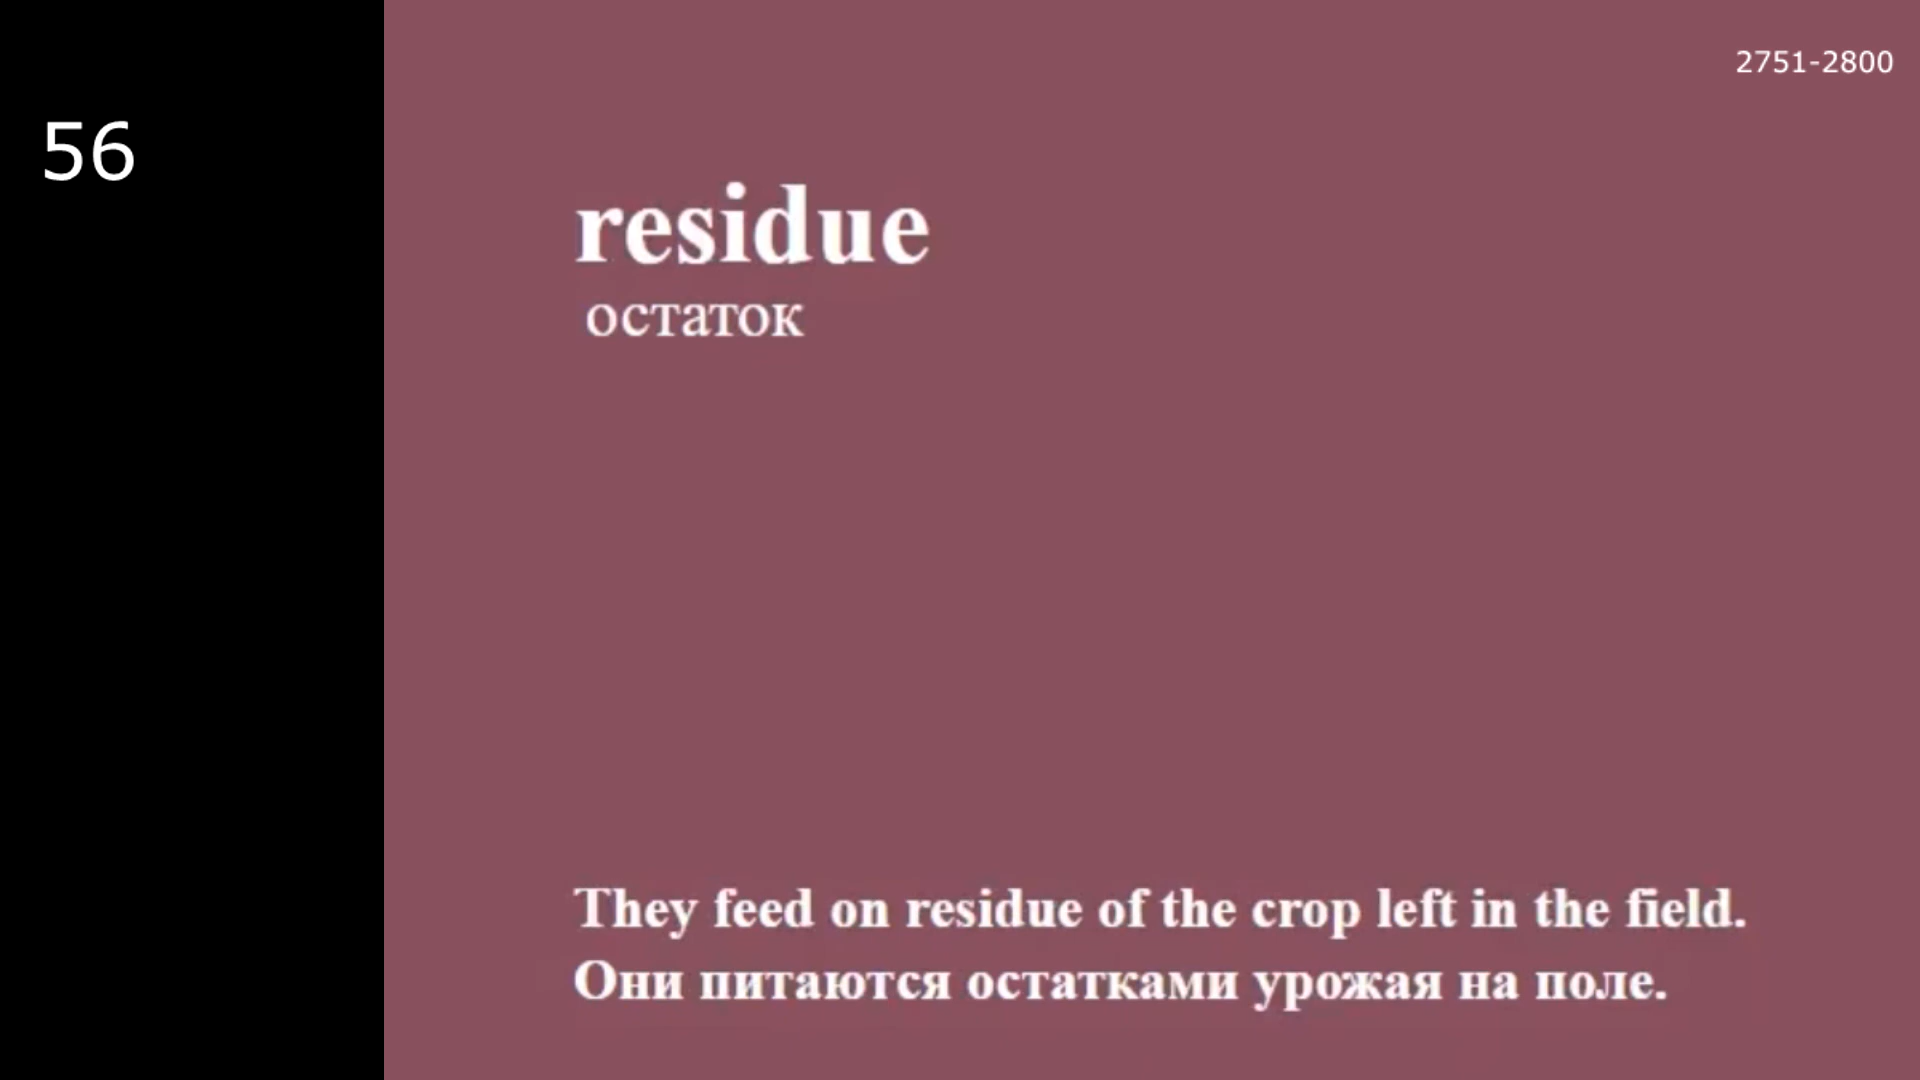 2751-2800
56
residue
остаток
They feed on residue of the crop left in the field.
Они питаются остатками урожая на поле.